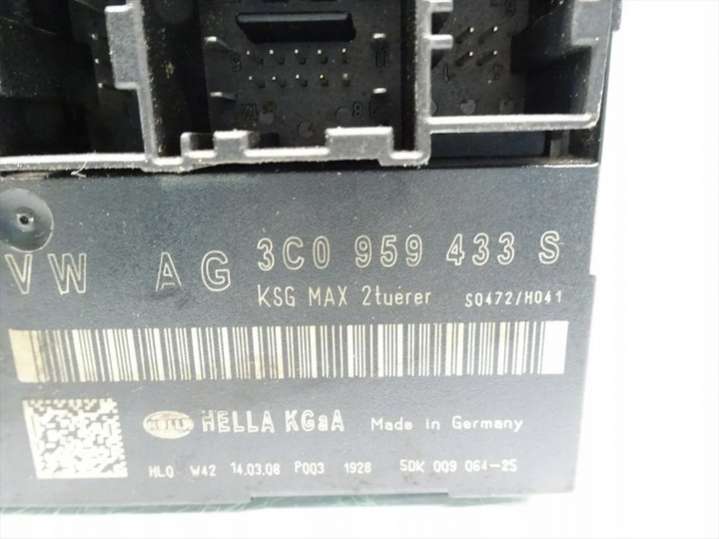 VW AG 3C0 959 433 S
KSG MAX 2tuerer S0472/H041
HELLA KGaA Made in Germany
HLO W42 14.03.08 P003 1928 5DK 009 064-25